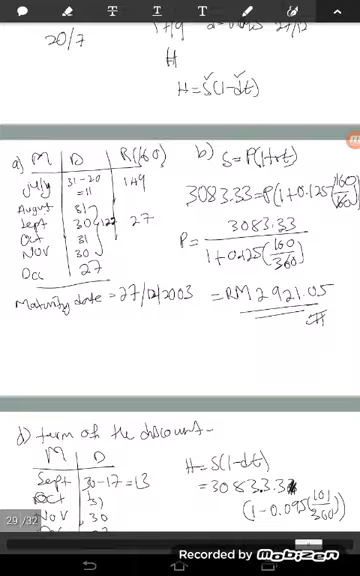 20/7
H
H = S(1-dt)
a) M D R(160)
July 31-20 =11 149
August 31
Sept 30 122 27
Oct 31
Nov 30
Dec 27
Maturity date = 27/12/2003
b) S = P(1+rt)
3083.33 = P(1+0.125(160/360)
P = 3083.33 / 1+0.125(160/360)
= RM 2921.05
d) term of the discount -
M D
Sept 30-17 = 13
Oct 31
Nov 30
H = S(1-dt)
= 3083.33
(1-0.095(101/360)
29 / 32
Recorded by mobizen